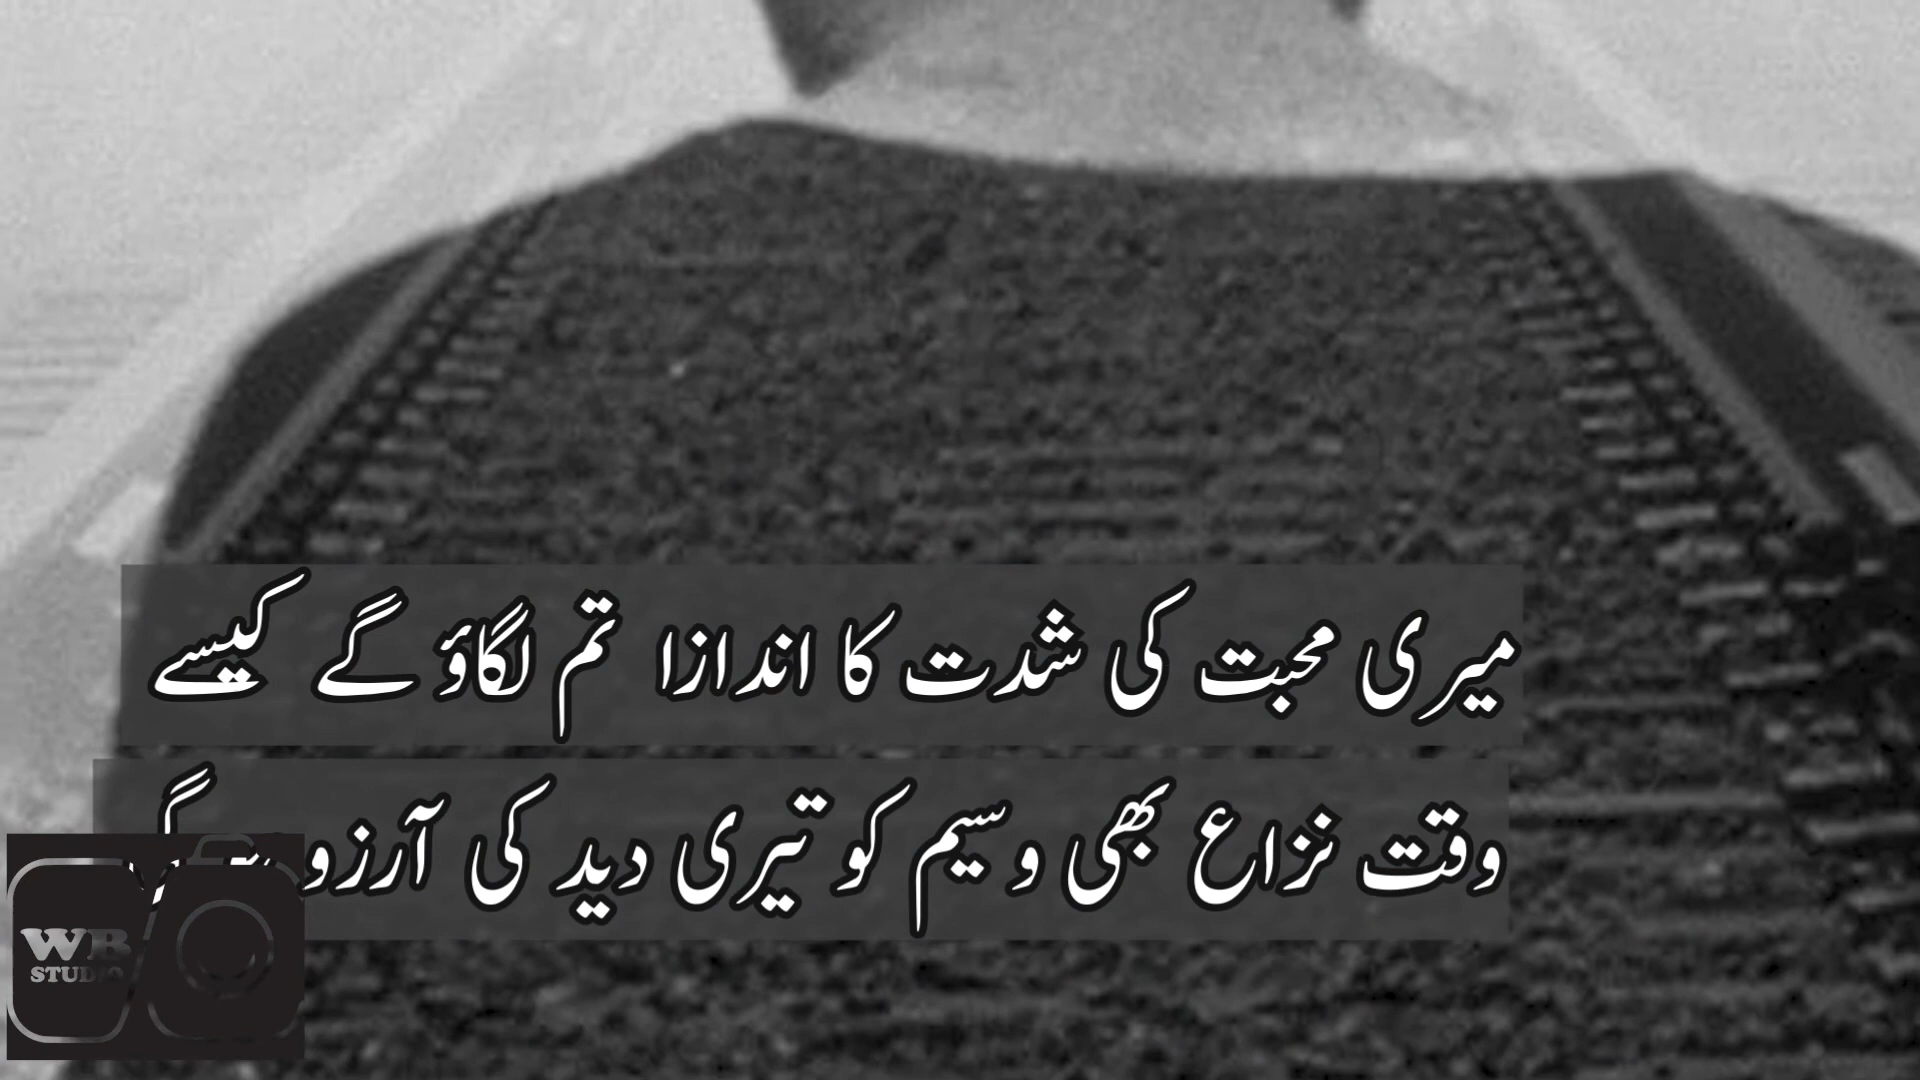 میری محبت کی شدت کا اندازا تم لگاؤ گے کیسے
وقت نزاع بھی وسیم کو تیری دید کی آرزو
WB
STUDIO